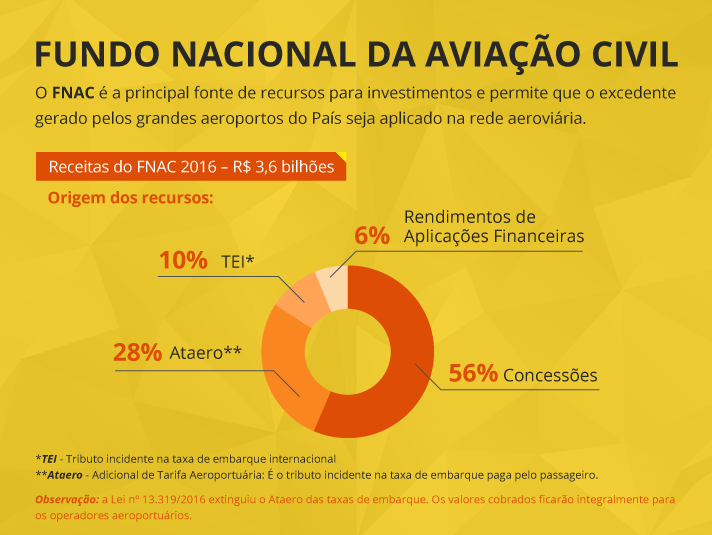 FUNDO NACIONAL DA AVIAÇÃO CIVIL
O FNAC é a principal fonte de recursos para investimentos e permite que o excedente
gerado pelos grandes aeroportos do País seja aplicado na rede aeroviária.
Receitas do FNAC 2016 – R$ 3,6 bilhões
Origem dos recursos:
6% Rendimentos de
Aplicações Financeiras
10% TEI*
28% Ataero**
56% Concessões
*TEI - Tributo incidente na taxa de embarque internacional
**Ataero - Adicional de Tarifa Aeroportuária: É o tributo incidente na taxa de embarque paga pelo passageiro.
Observação: a Lei nº 13.319/2016 extinguiu o Ataero das taxas de embarque. Os valores cobrados ficarão integralmente para
os operadores aeroportuários.